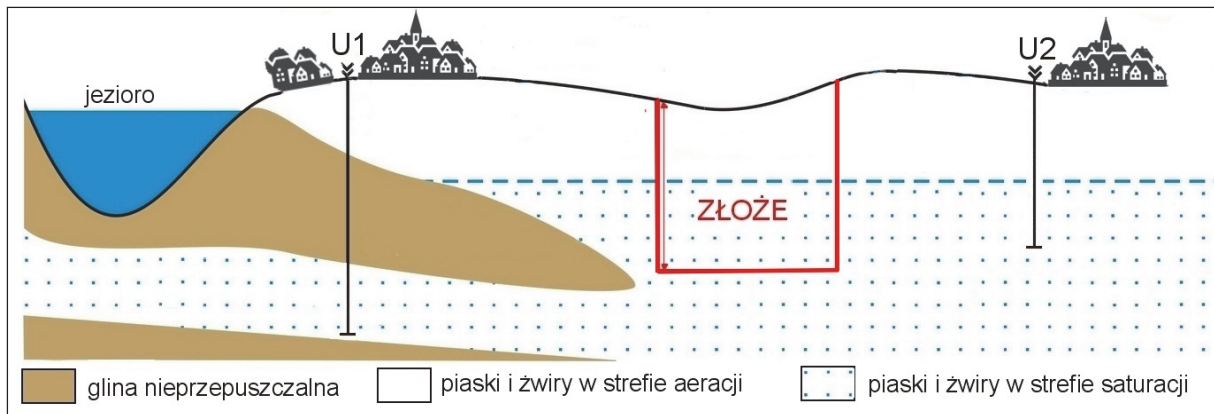 U1
U2
jezioro
ZŁOŻE
glina nieprzepuszczalna
piaski i żwiry w strefie aeracji
piaski i żwiry w strefie saturacji